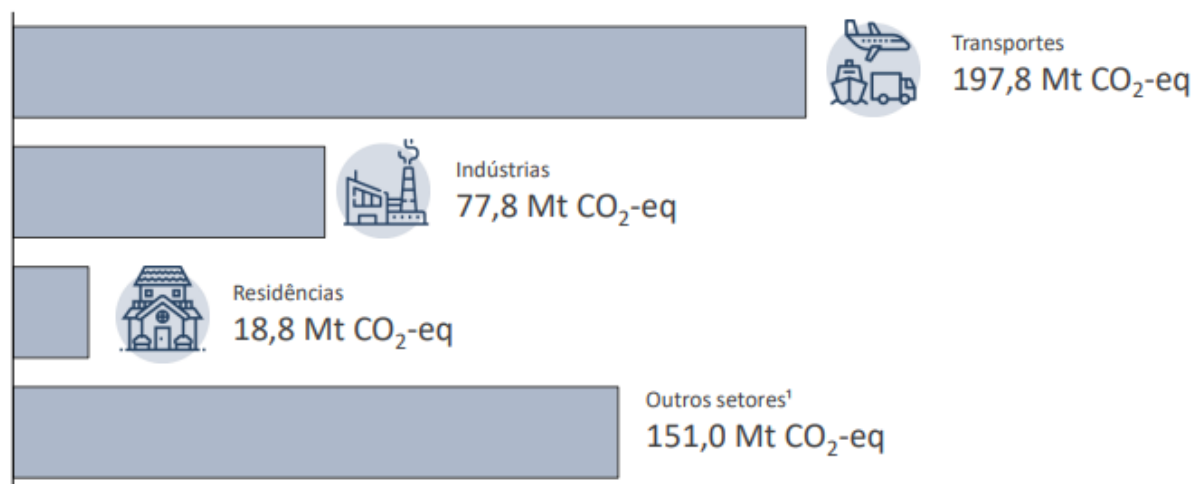 Transportes
197,8 Mt CO₂-eq
Indústrias
77,8 Mt CO₂-eq
Residências
18,8 Mt CO₂-eq
Outros setores¹
151,0 Mt CO₂-eq